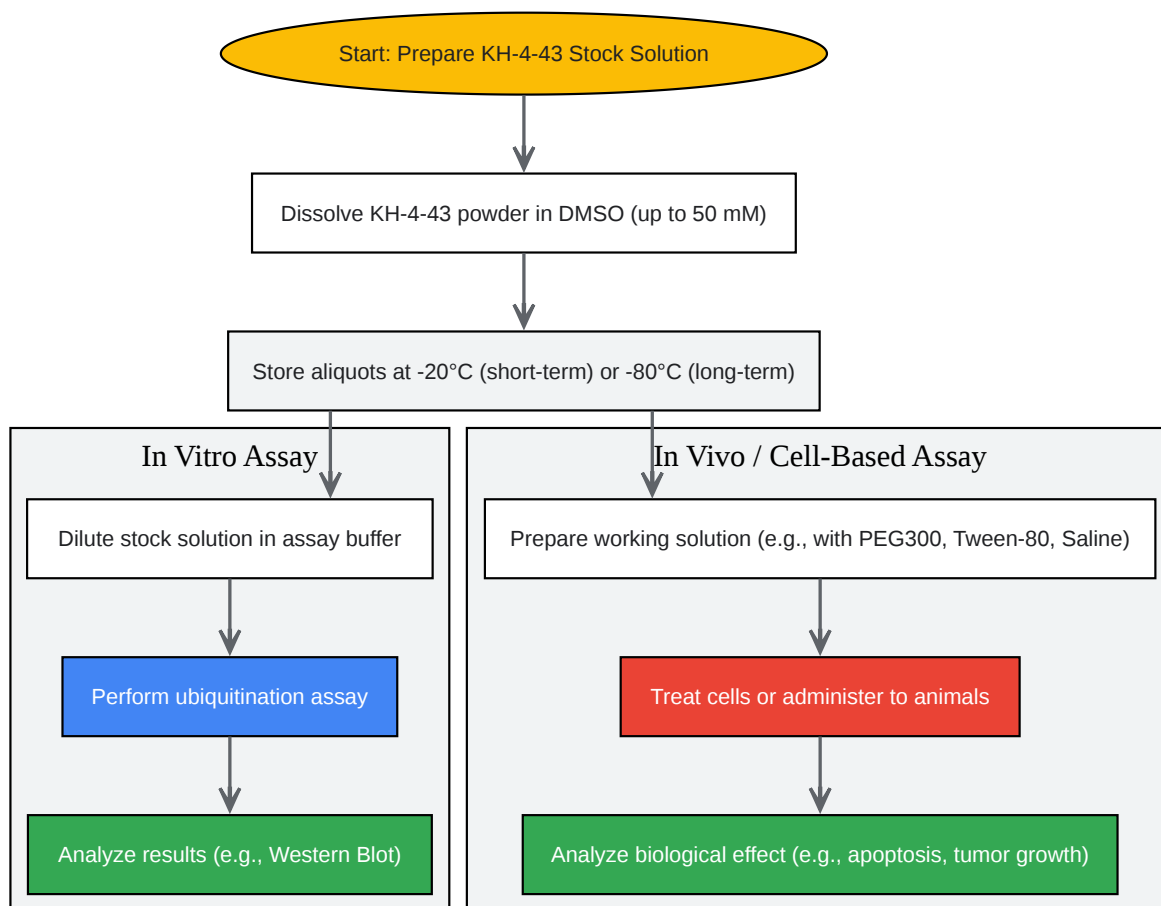 Start: Prepare KH-4-43 Stock Solution
Dissolve KH-4-43 powder in DMSO (up to 50 mM)
Store aliquots at -20°C (short-term) or -80°C (long-term)
In Vitro Assay
Dilute stock solution in assay buffer
Perform ubiquitination assay
Analyze results (e.g., Western Blot)
In Vivo / Cell-Based Assay
Prepare working solution (e.g., with PEG300, Tween-80, Saline)
Treat cells or administer to animals
Analyze biological effect (e.g., apoptosis, tumor growth)